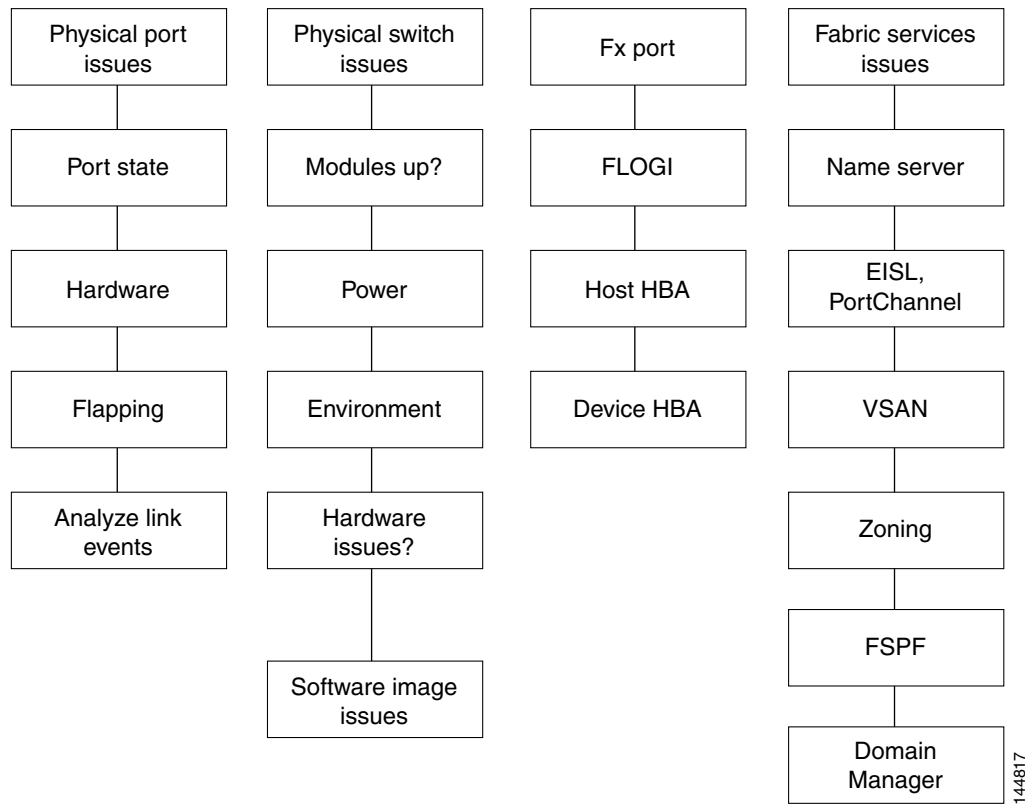 Physical port
issues
Physical switch
issues
Fx port
Fabric services
issues
Port state
Modules up?
FLOGI
Name server
Hardware
Power
Host HBA
EISL,
PortChannel
Flapping
Environment
Device HBA
VSAN
Analyze link
events
Hardware
issues?
Zoning
FSPF
Software image
issues
Domain
Manager
144817